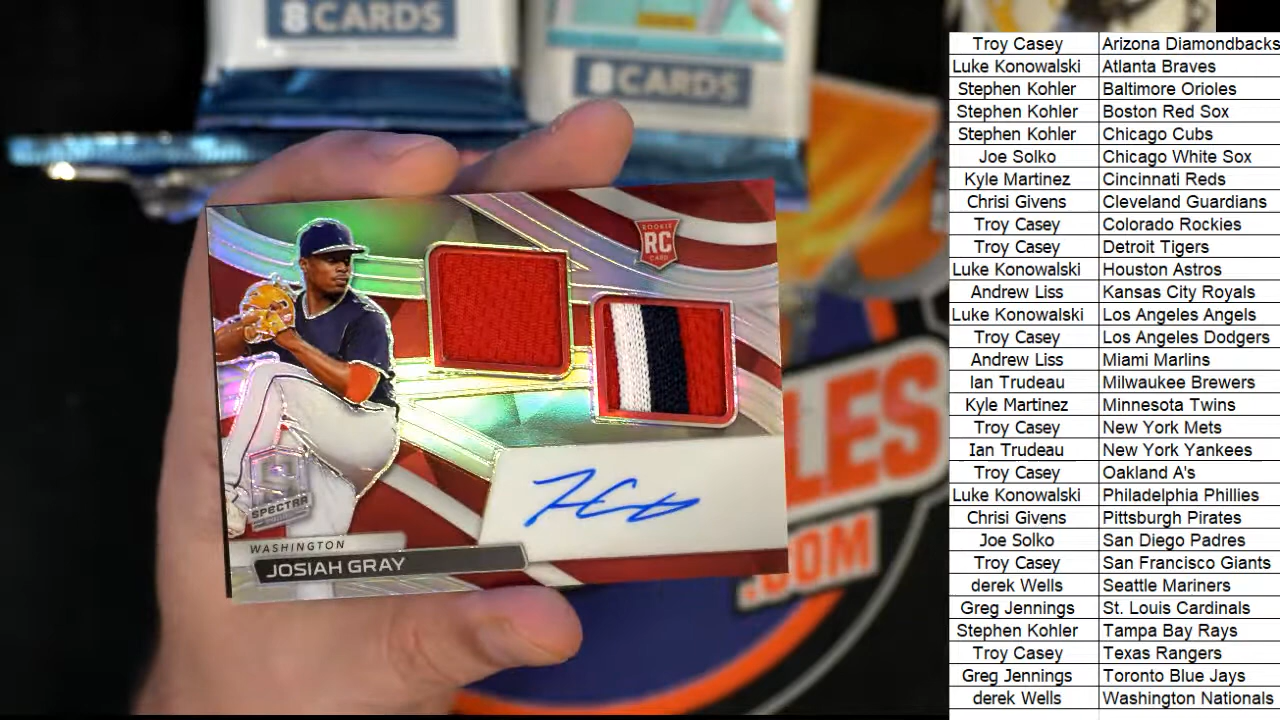 8 CARDS
8 CARDS
ROOKIE
RC
CARD
SPECTRA
WASHINGTON
JOSIAH GRAY
LES
.COM
Troy Casey Arizona Diamondbacks
Luke Konowalski Atlanta Braves
Stephen Kohler Baltimore Orioles
Stephen Kohler Boston Red Sox
Stephen Kohler Chicago Cubs
Joe Solko Chicago White Sox
Kyle Martinez Cincinnati Reds
Chrisi Givens Cleveland Guardians
Troy Casey Colorado Rockies
Troy Casey Detroit Tigers
Luke Konowalski Houston Astros
Andrew Liss Kansas City Royals
Luke Konowalski Los Angeles Angels
Troy Casey Los Angeles Dodgers
Andrew Liss Miami Marlins
Ian Trudeau Milwaukee Brewers
Kyle Martinez Minnesota Twins
Troy Casey New York Mets
Ian Trudeau New York Yankees
Troy Casey Oakland A's
Luke Konowalski Philadelphia Phillies
Chrisi Givens Pittsburgh Pirates
Joe Solko San Diego Padres
Troy Casey San Francisco Giants
derek Wells Seattle Mariners
Greg Jennings St. Louis Cardinals
Stephen Kohler Tampa Bay Rays
Troy Casey Texas Rangers
Greg Jennings Toronto Blue Jays
derek Wells Washington Nationals